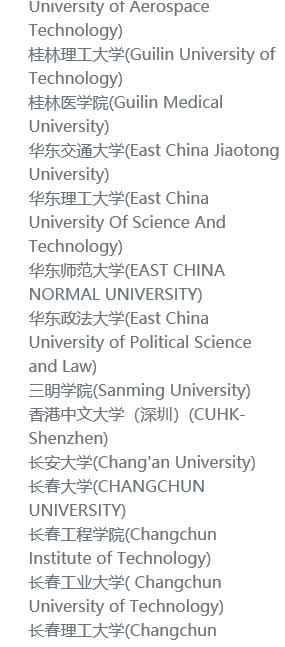 University of Aerospace
Technology)
桂林理工大学(Guilin University of
Technology)
桂林医学院(Guilin Medical
University)
华东交通大学(East China Jiaotong
University)
华东理工大学(East China
University Of Science And
Technology)
华东师范大学(EAST CHINA
NORMAL UNIVERSITY)
华东政法大学(East China
University of Political Science
and Law)
三明学院(Sanming University)
香港中文大学（深圳）(CUHK-
Shenzhen)
长安大学(Chang'an University)
长春大学(CHANGCHUN
UNIVERSITY)
长春工程学院(Changchun
Institute of Technology)
长春工业大学( Changchun
University of Technology)
长春理工大学(Changchun